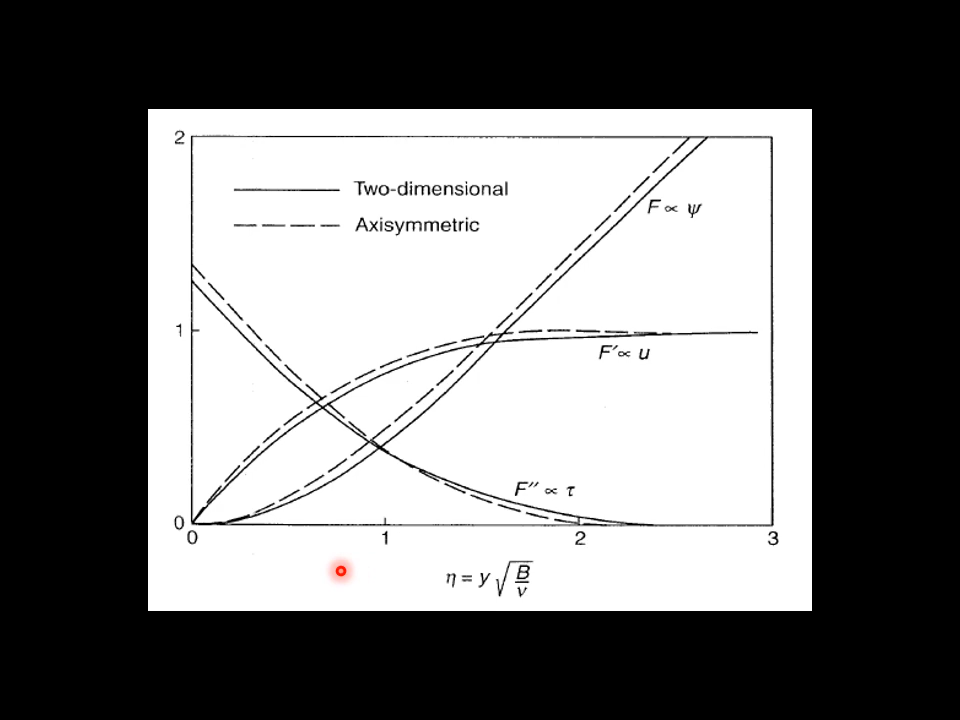 2
Two-dimensional
F ∝ ψ
Axisymmetric
1
F′∝ u
F″ ∝ τ
0
0 1 2 3
η = y √B/ν